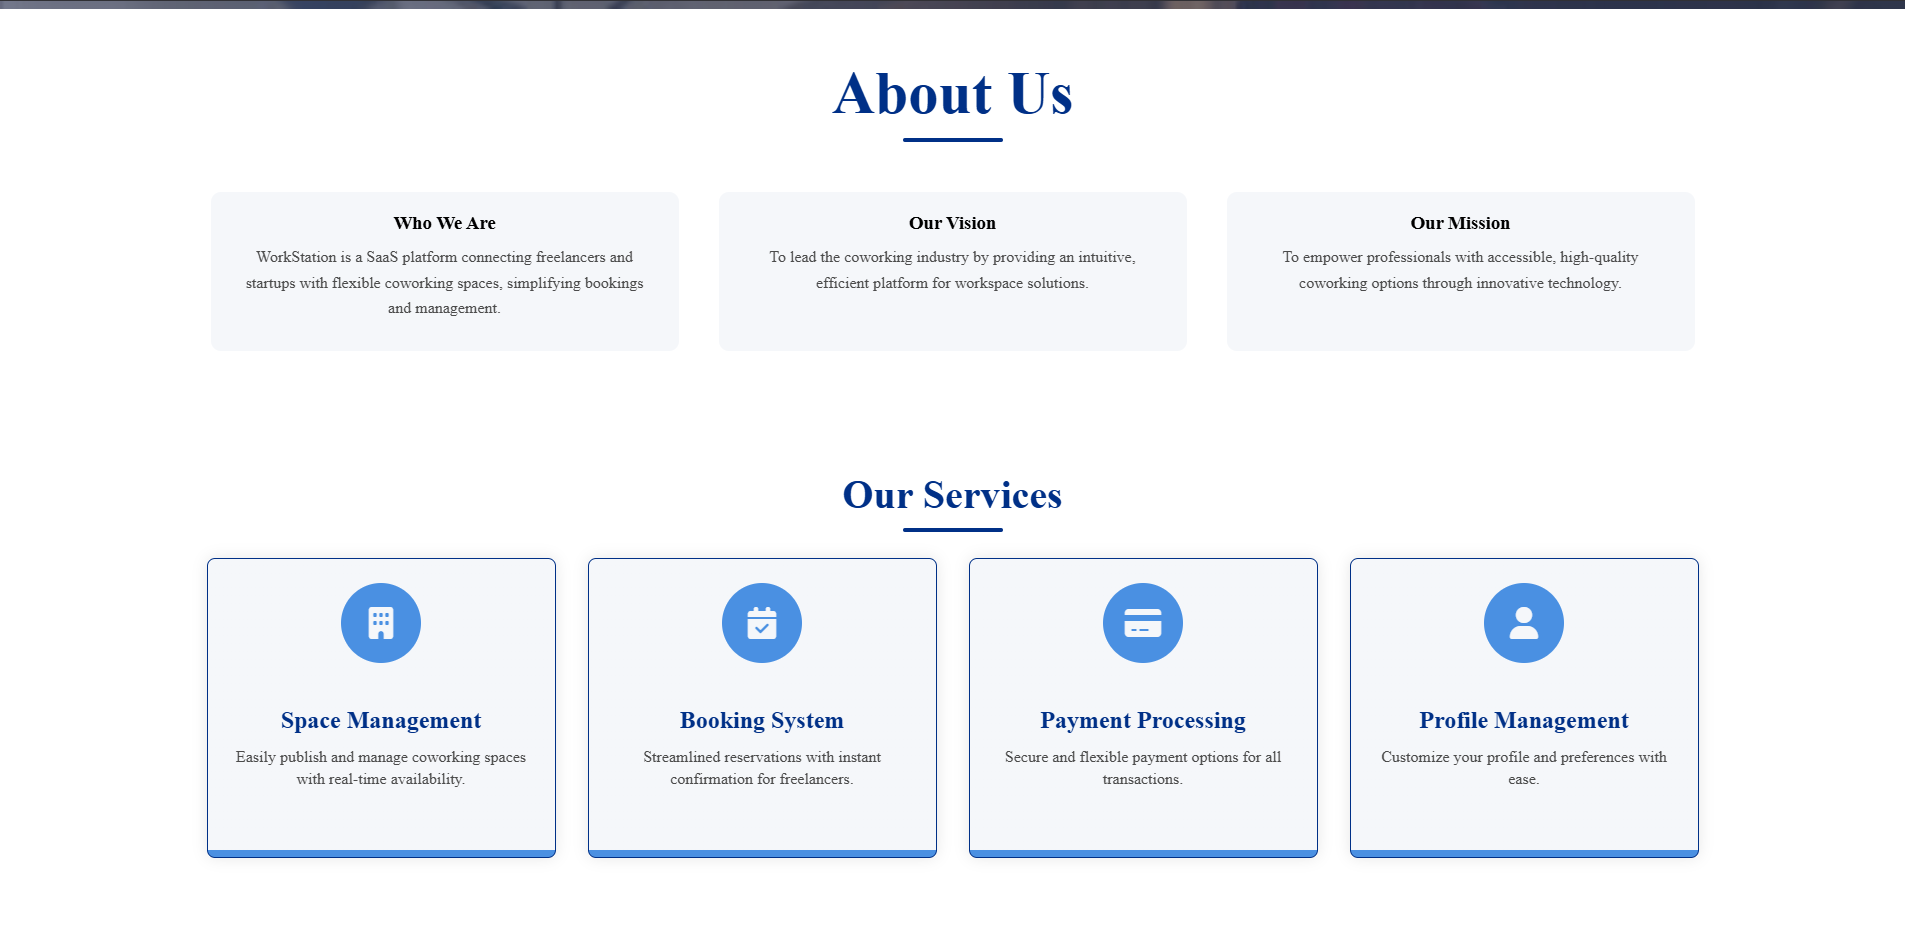 About Us
Who We Are
WorkStation is a SaaS platform connecting freelancers and
startups with flexible coworking spaces, simplifying bookings
and management.
Our Vision
To lead the coworking industry by providing an intuitive,
efficient platform for workspace solutions.
Our Mission
To empower professionals with accessible, high-quality
coworking options through innovative technology.
Our Services
Space Management
Easily publish and manage coworking spaces
with real-time availability.
Booking System
Streamlined reservations with instant
confirmation for freelancers.
Payment Processing
Secure and flexible payment options for all
transactions.
Profile Management
Customize your profile and preferences with
ease.